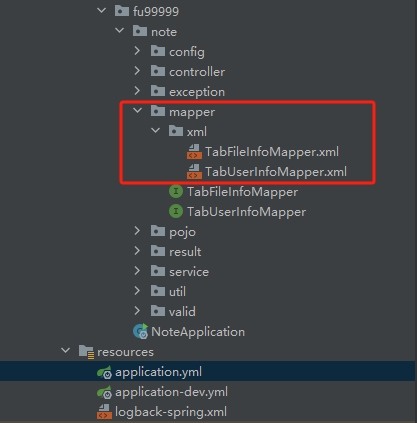 fu99999
note
config
controller
exception
mapper
xml
TabFileInfoMapper.xml
TabUserInfoMapper.xml
TabFileInfoMapper
TabUserInfoMapper
pojo
result
service
util
valid
NoteApplication
resources
application.yml
application-dev.yml
logback-spring.xml